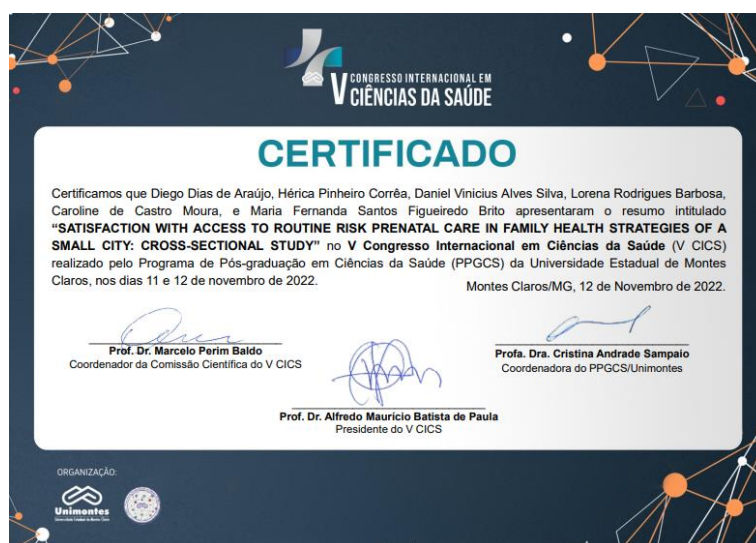 V CONGRESSO INTERNACIONAL EM
CIÊNCIAS DA SAÚDE
CERTIFICADO
Certificamos que Diego Dias de Araújo, Hérica Pinheiro Corrêa, Daniel Vinicius Alves Silva, Lorena Rodrigues Barbosa,
Caroline de Castro Moura, e Maria Fernanda Santos Figueiredo Brito apresentaram o resumo intitulado
“SATISFACTION WITH ACCESS TO ROUTINE RISK PRENATAL CARE IN FAMILY HEALTH STRATEGIES OF A
SMALL CITY: CROSS-SECTIONAL STUDY” no V Congresso Internacional em Ciências da Saúde (V CICS)
realizado pelo Programa de Pós-graduação em Ciências da Saúde (PPGCS) da Universidade Estadual de Montes
Claros, nos dias 11 e 12 de novembro de 2022.
Montes Claros/MG, 12 de Novembro de 2022.
Prof. Dr. Marcelo Perim Baldo
Coordenador da Comissão Científica do V CICS
Profa. Dra. Cristina Andrade Sampaio
Coordenadora do PPGCS/Unimontes
Prof. Dr. Alfredo Maurício Batista de Paula
Presidente do V CICS
ORGANIZAÇÃO:
Unimontes
Universidade Estadual de Montes Claros